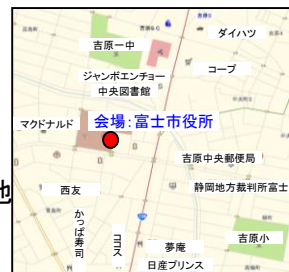 ダイハツ
吉原一中
ジャンボエンチョー
コープ
中央図書館
マクドナルド
会場:富士市役所
吉原中央郵便局
静岡地方裁判所富士
地
西友
かっぱ寿司
ココス
‥
吉原小
夢庵
日産プリンス